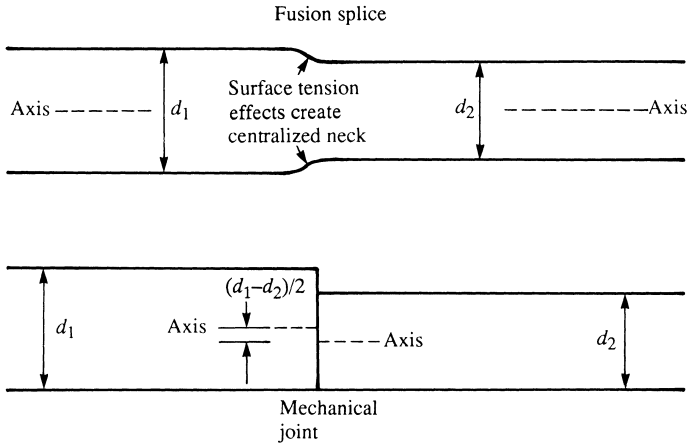 Fusion splice
Surface tension
effects create
centralized neck
Axis
d1
d2
Axis
(d1–d2)/2
d1
Axis
Axis
d2
Mechanical
joint